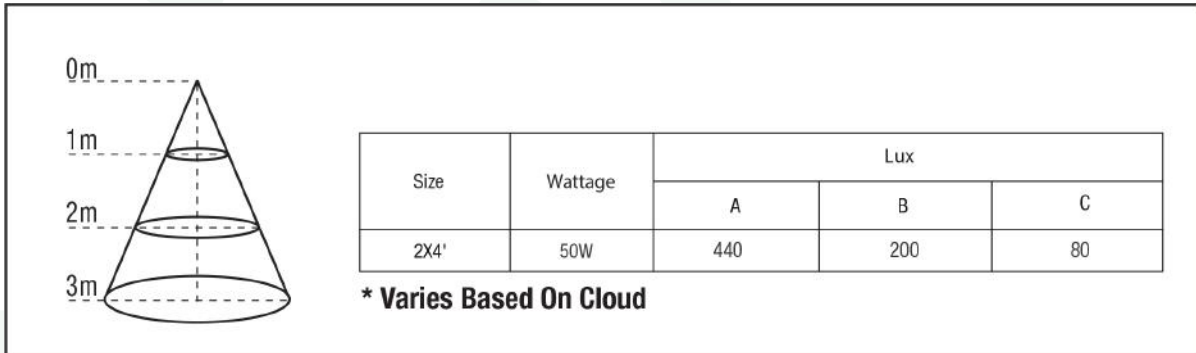 0m
1m
2m
3m
Size Wattage Lux
A B C
2X4' 50W 440 200 80
* Varies Based On Cloud